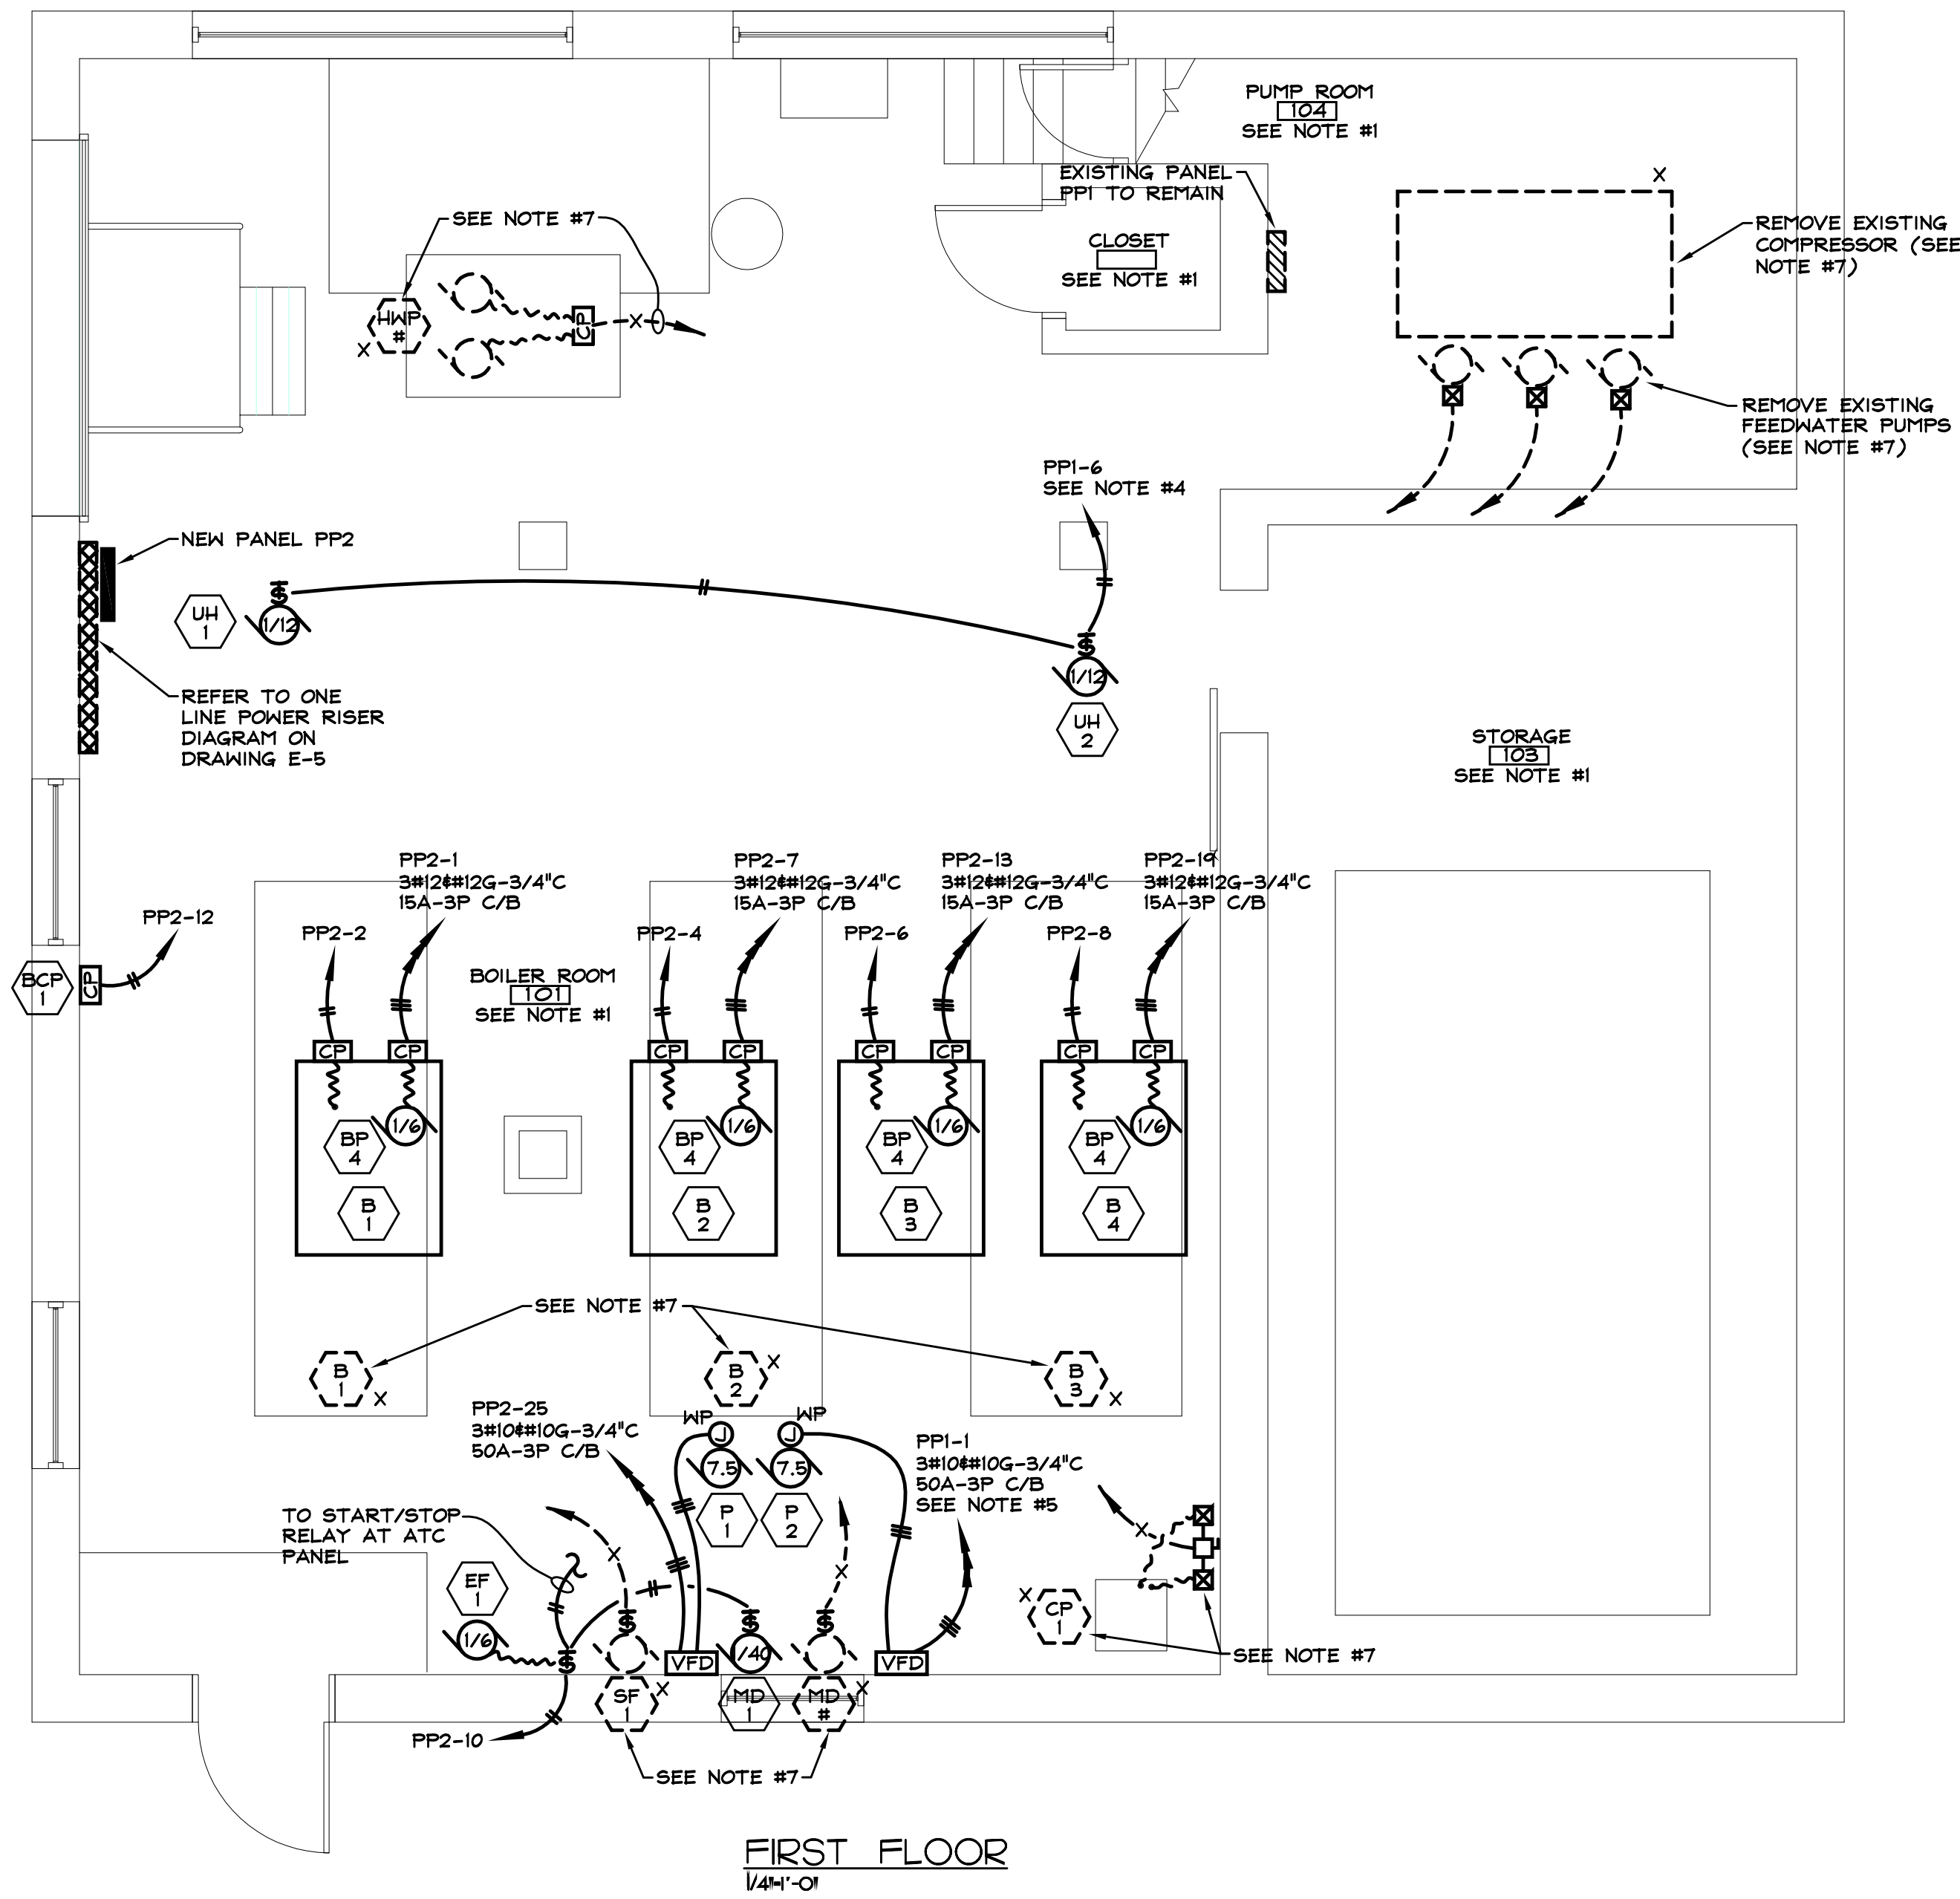 PUMP ROOM
104
SEE NOTE #1
EXISTING PANEL
PP1 TO REMAIN
X
SEE NOTE #7
CLOSET
SEE NOTE #1
REMOVE EXISTING
COMPRESSOR (SEE
NOTE #7)
HWP
#
X
CP
X
REMOVE EXISTING
FEEDWATER PUMPS
(SEE NOTE #7)
PP1-6
SEE NOTE #4
NEW PANEL PP2
UH
1
$
1/12
$
1/12
UH
2
REFER TO ONE
LINE POWER RISER
DIAGRAM ON
DRAWING E-5
STORAGE
103
SEE NOTE #1
PP2-1
3#12&#12G-3/4"C
15A-3P C/B
PP2-7
3#12&#12G-3/4"C
15A-3P C/B
PP2-13
3#12&#12G-3/4"C
15A-3P C/B
PP2-19
3#12&#12G-3/4"C
15A-3P C/B
PP2-12
PP2-2
PP2-4
PP2-6
PP2-8
BCP
1
CP
BOILER ROOM
101
SEE NOTE #1
CP
CP
CP
CP
CP
CP
CP
CP
1/6
1/6
1/6
1/6
BP
4
BP
4
BP
4
BP
4
B
1
B
2
B
3
B
4
SEE NOTE #7
B
1
X
B
2
X
B
3
X
PP2-25
3#10&#10G-3/4"C
50A-3P C/B
WP
J
7.5
P
1
WP
J
7.5
P
2
PP1-1
3#10&#10G-3/4"C
50A-3P C/B
SEE NOTE #5
TO START/STOP
RELAY AT ATC
PANEL
EF
1
1/6
$
X
$
VFD
$
1/40
X
$
VFD
X
X
CP
1
SEE NOTE #7
SF
1
X
MD
1
MD
#
X
PP2-10
SEE NOTE #7
FIRST FLOOR
1/4"=1'-0"